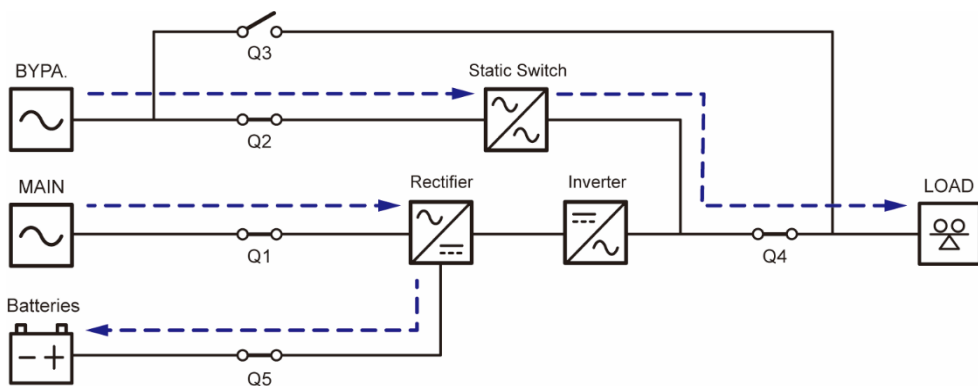 Q3
BYPA.
Static Switch
Q2
MAIN
Rectifier
Inverter
LOAD
Q1
Q4
Batteries
Q5